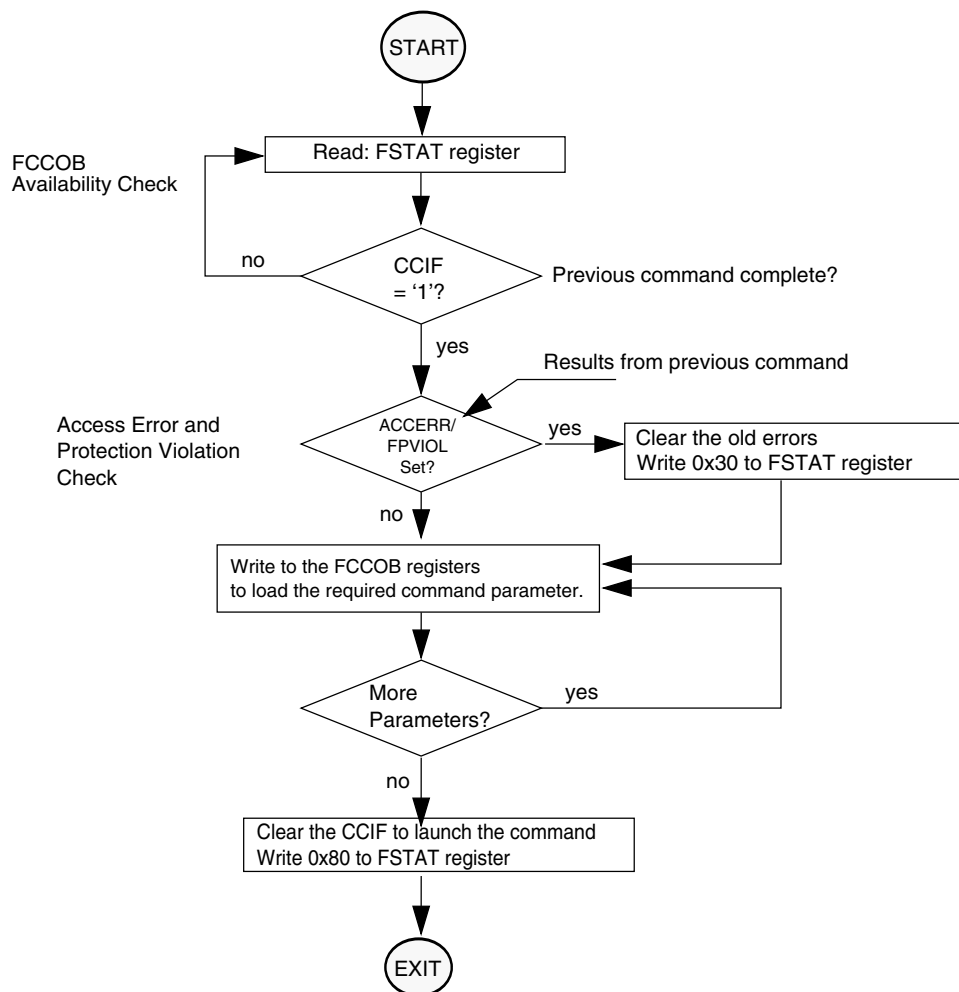 START
Read: FSTAT register
FCCOB
Availability Check
no
CCIF
= ‘1’?
Previous command complete?
yes
Results from previous command
Access Error and
Protection Violation
Check
ACCERR/
FPVIOL
Set?
yes
Clear the old errors
Write 0x30 to FSTAT register
no
Write to the FCCOB registers
to load the required command parameter.
More
Parameters?
yes
no
Clear the CCIF to launch the command
Write 0x80 to FSTAT register
EXIT